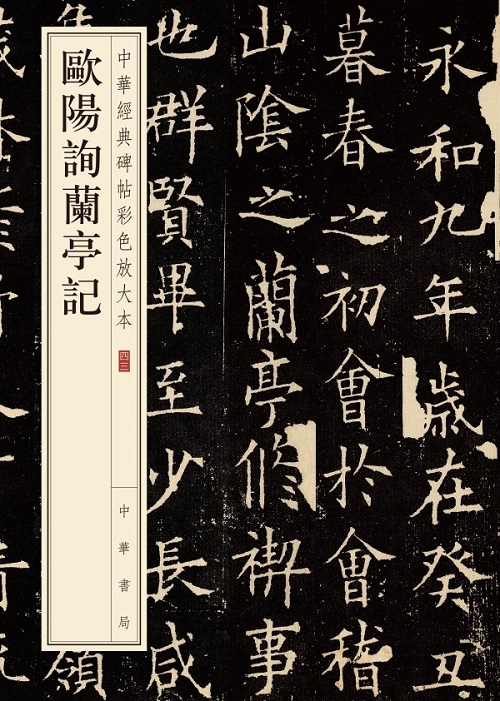 永和九年歲在癸丑
暮春之初會於會稽
山陰之蘭亭修禊事
也群賢畢至少長咸
領
中華經典碑帖彩色放大本
四三
中華書局
歐陽詢蘭亭記